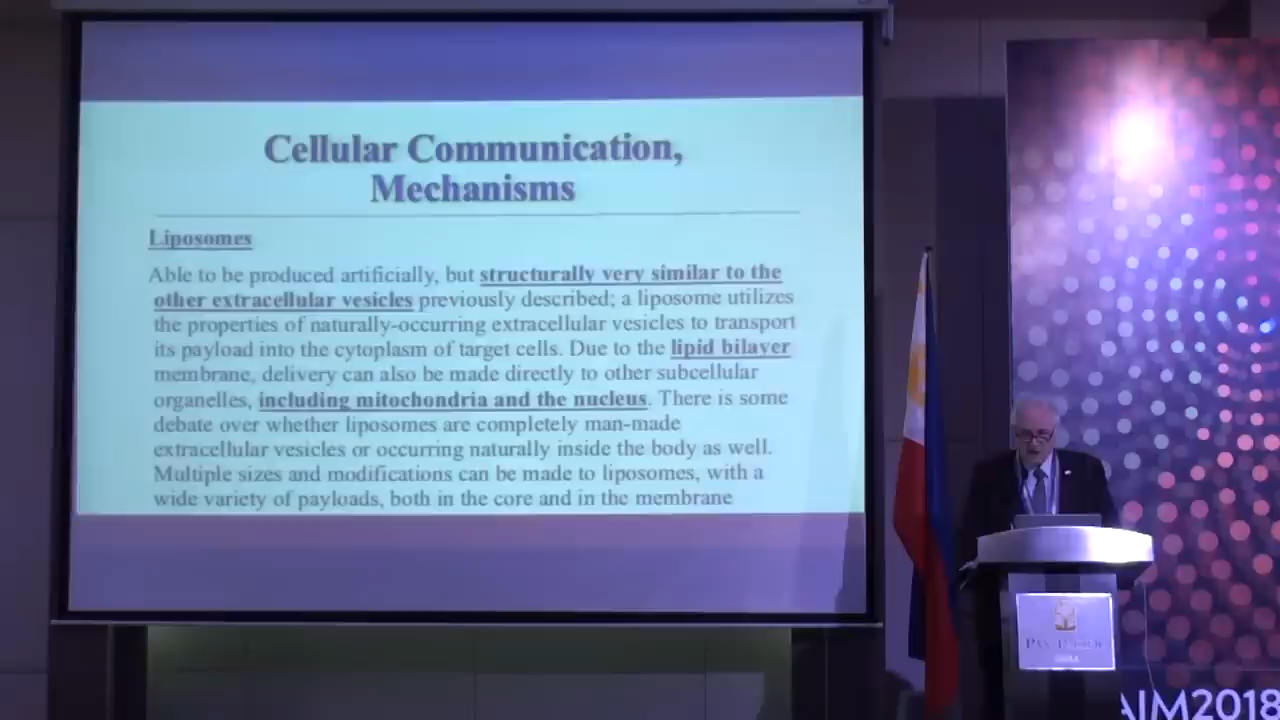 Cellular Communication,
Mechanisms
Liposomes
Able to be produced artificially, but structurally very similar to the
other extracellular vesicles previously described; a liposome utilizes
the properties of naturally-occurring extracellular vesicles to transport
its payload into the cytoplasm of target cells. Due to the lipid bilayer
membrane, delivery can also be made directly to other subcellular
organelles, including mitochondria and the nucleus. There is some
debate over whether liposomes are completely man-made
extracellular vesicles or occurring naturally inside the body as well.
Multiple sizes and modifications can be made to liposomes, with a
wide variety of payloads, both in the core and in the membrane
AIM2018